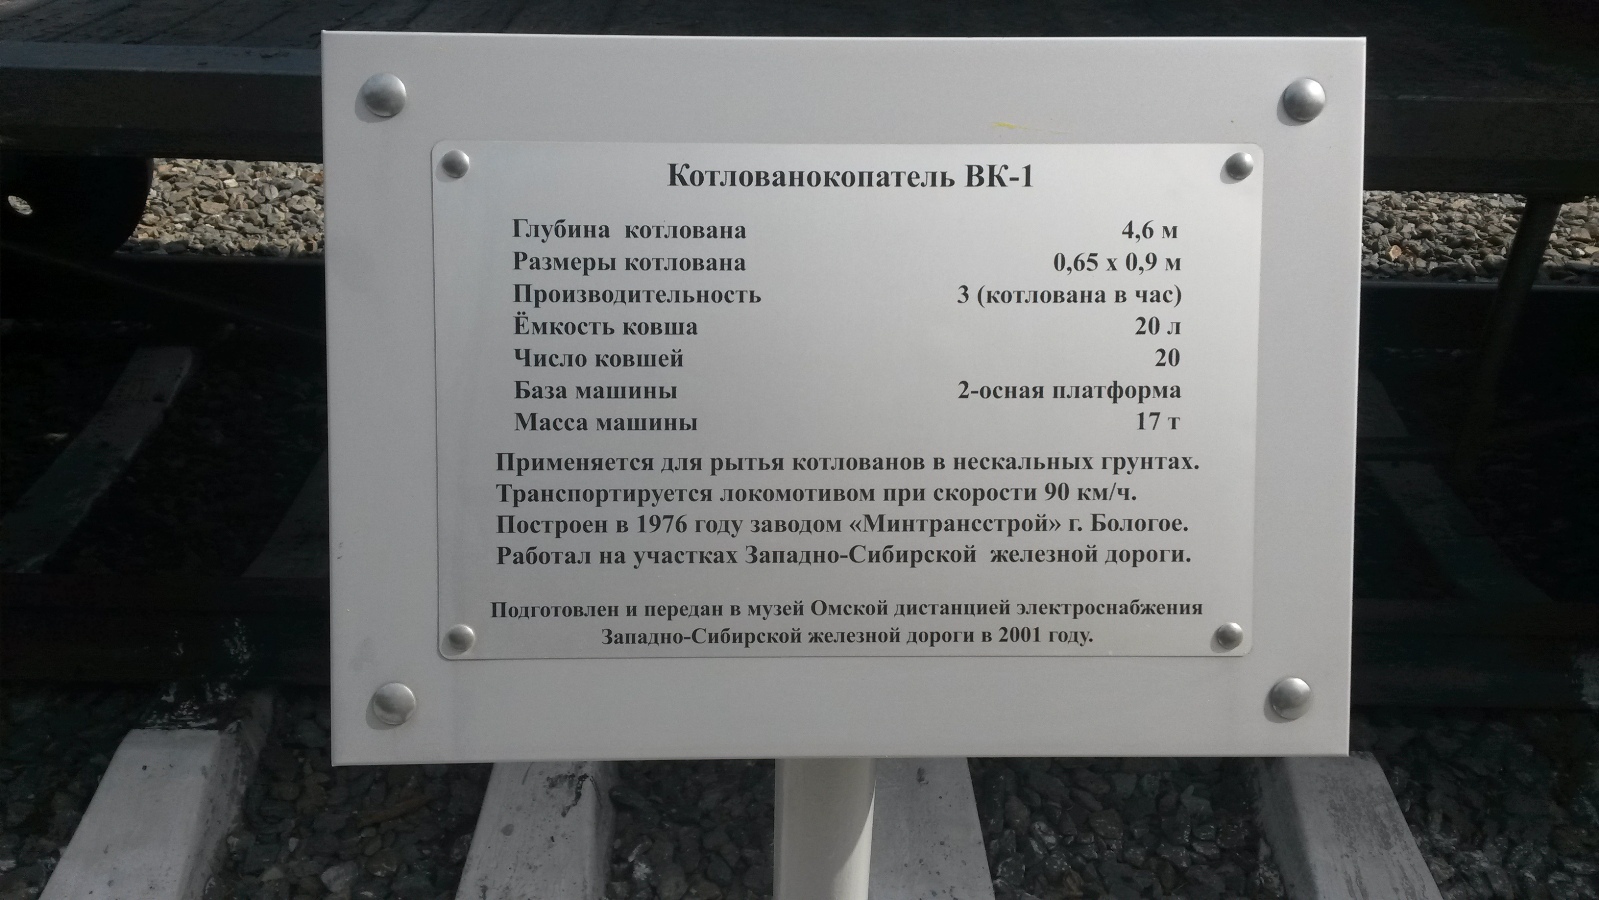 Котлованокопатель ВК-1
Глубина котлована 4,6 м
Размеры котлована 0,65 х 0,9 м
Производительность 3 (котлована в час)
Ёмкость ковша 20 л
Число ковшей 20
База машины 2-осная платформа
Масса машины 17 т
Применяется для рытья котлованов в нескальных грунтах.
Транспортируется локомотивом при скорости 90 км/ч.
Построен в 1976 году заводом «Минтрансстрой» г. Бологое.
Работал на участках Западно-Сибирской железной дороги.
Подготовлен и передан в музей Омской дистанцией электроснабжения
Западно-Сибирской железной дороги в 2001 году.